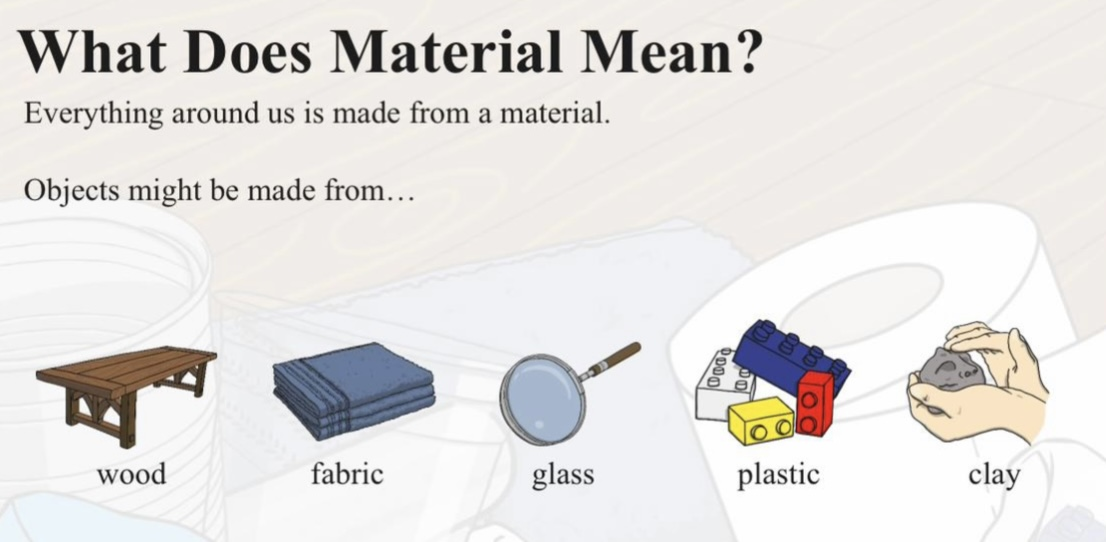 What Does Material Mean?
Everything around us is made from a material.
Objects might be made from…
wood fabric glass plastic clay